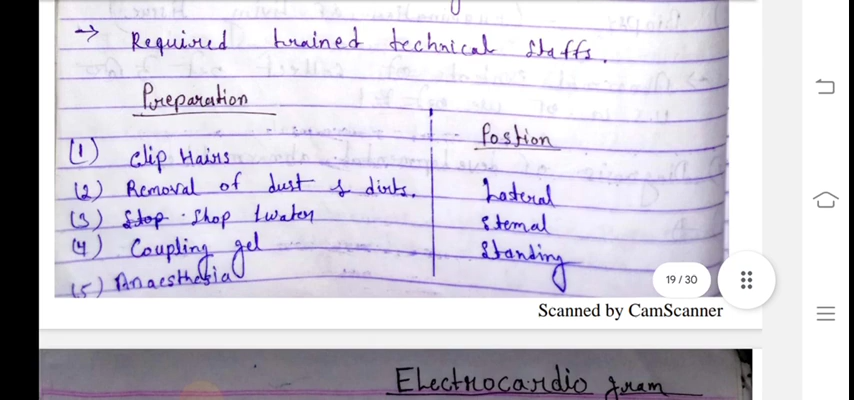 → Required trained technical staffs.
Preparation
Postion
(1) Clip Hairs
(2) Removal of dust & dirts.
Lateral
(3) Stop. Shop & water
Sternal
(4) Coupling gel
Standing
(5) Anaesthesia
19 / 30
Scanned by CamScanner
Electrocardio gram